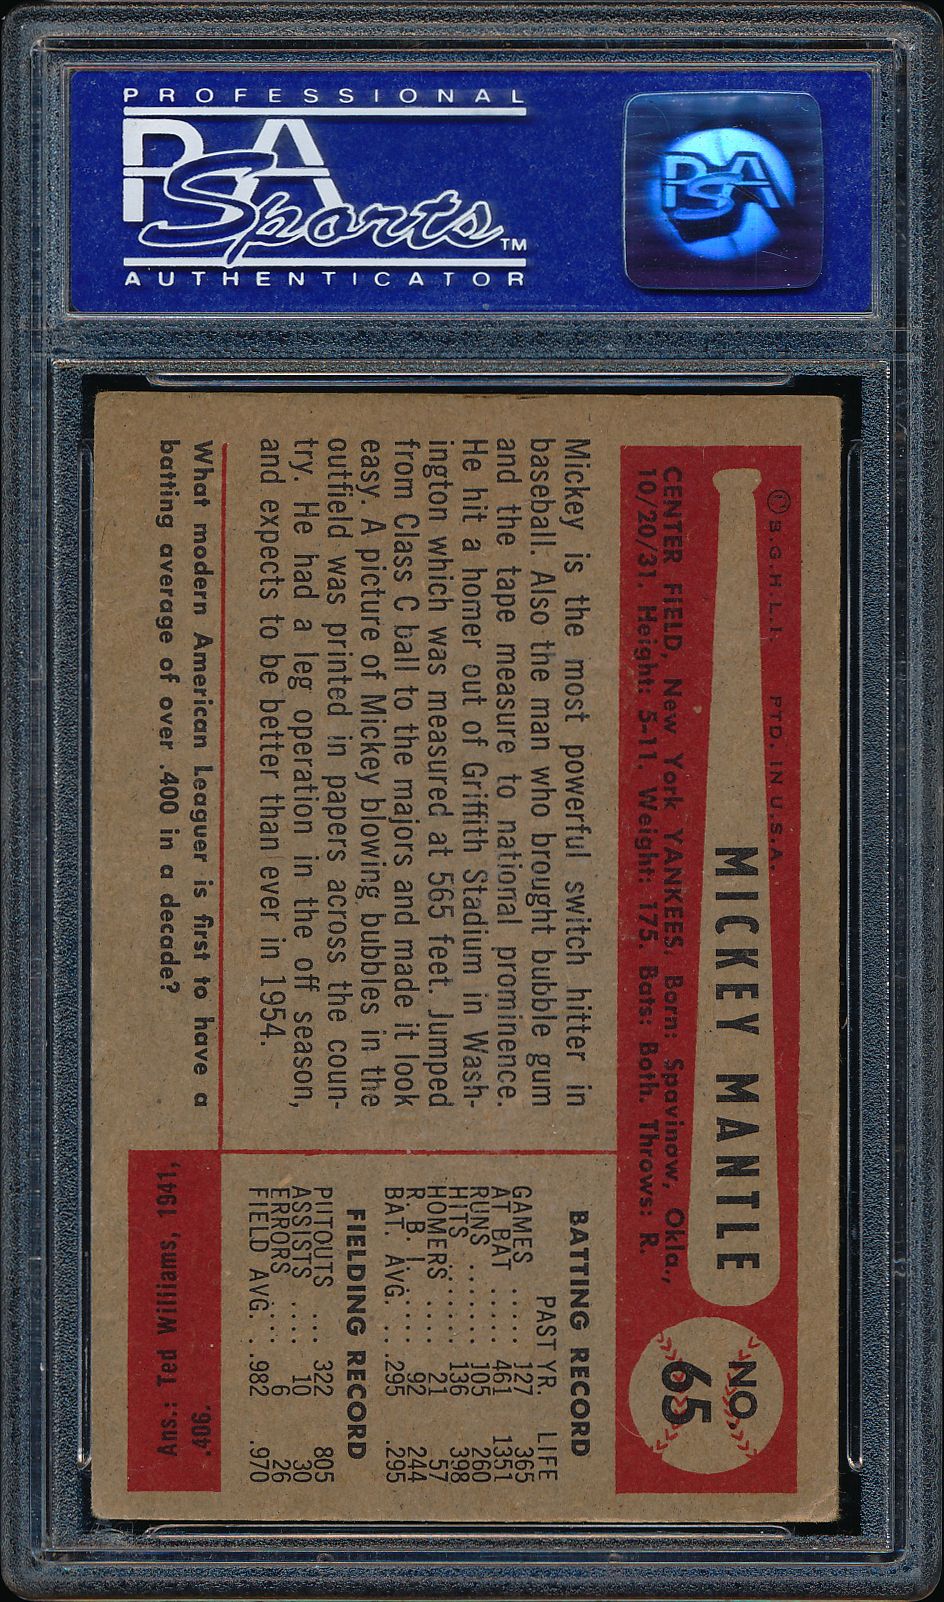 PROFESSIONAL
PSA
Sports™
AUTHENTICATOR
PSA
© B.G.H.L.I. PTD. IN U.S.A.
MICKEY MANTLE
NO.
65
CENTER FIELD, New York YANKEES. Born: Spavinaw, Okla.,
10/20/31. Height: 5-11. Weight: 175. Bats: Both. Throws: R.
Mickey is the most powerful switch hitter in
baseball. Also the man who brought bubble gum
and the tape measure to national prominence.
He hit a homer out of Griffith Stadium in Wash-
ington which was measured at 565 feet. Jumped
from Class C ball to the majors and made it look
easy. A picture of Mickey blowing bubbles in the
outfield was printed in papers across the coun-
try. He had a leg operation in the off season,
and expects to be better than ever in 1954.
BATTING RECORD
PAST YR. LIFE
GAMES ..... 127 365
AT BAT ..... 461 1351
RUNS ....... 105 260
HITS ....... 136 398
HOMERS ..... 21 57
R. B. I. ..... 92 244
BAT. AVG. ... .295 .295
FIELDING RECORD
PUTOUTS ... 322 805
ASSISTS .... 10 30
ERRORS .... 6 26
FIELD AVG. .. .982 .970
What modern American Leaguer is first to have a
batting average of over .400 in a decade?
Ans.: Ted Williams, 1941,
.406.